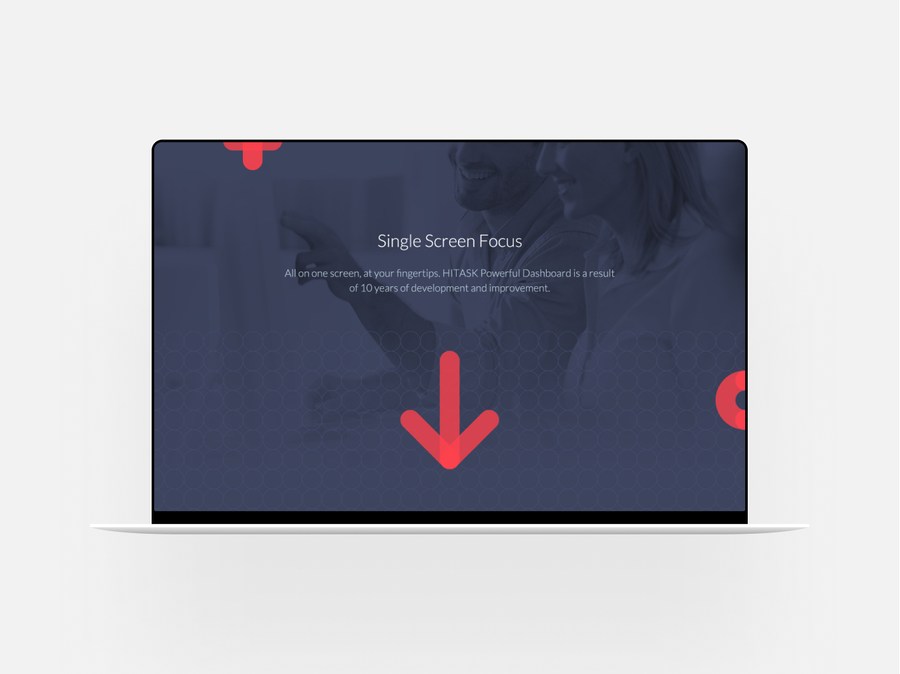 Single Screen Focus
All on one screen, at your fingertips. HITASK Powerful Dashboard is a result
of 10 years of development and improvement.